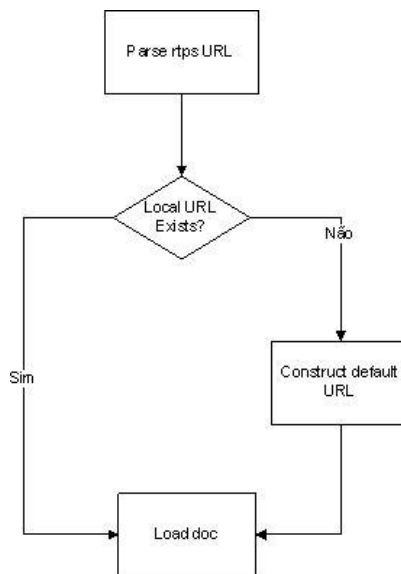 Parse rtps URL
Local URL
Exists?
Não
Sim
Construct default
URL
Load doc